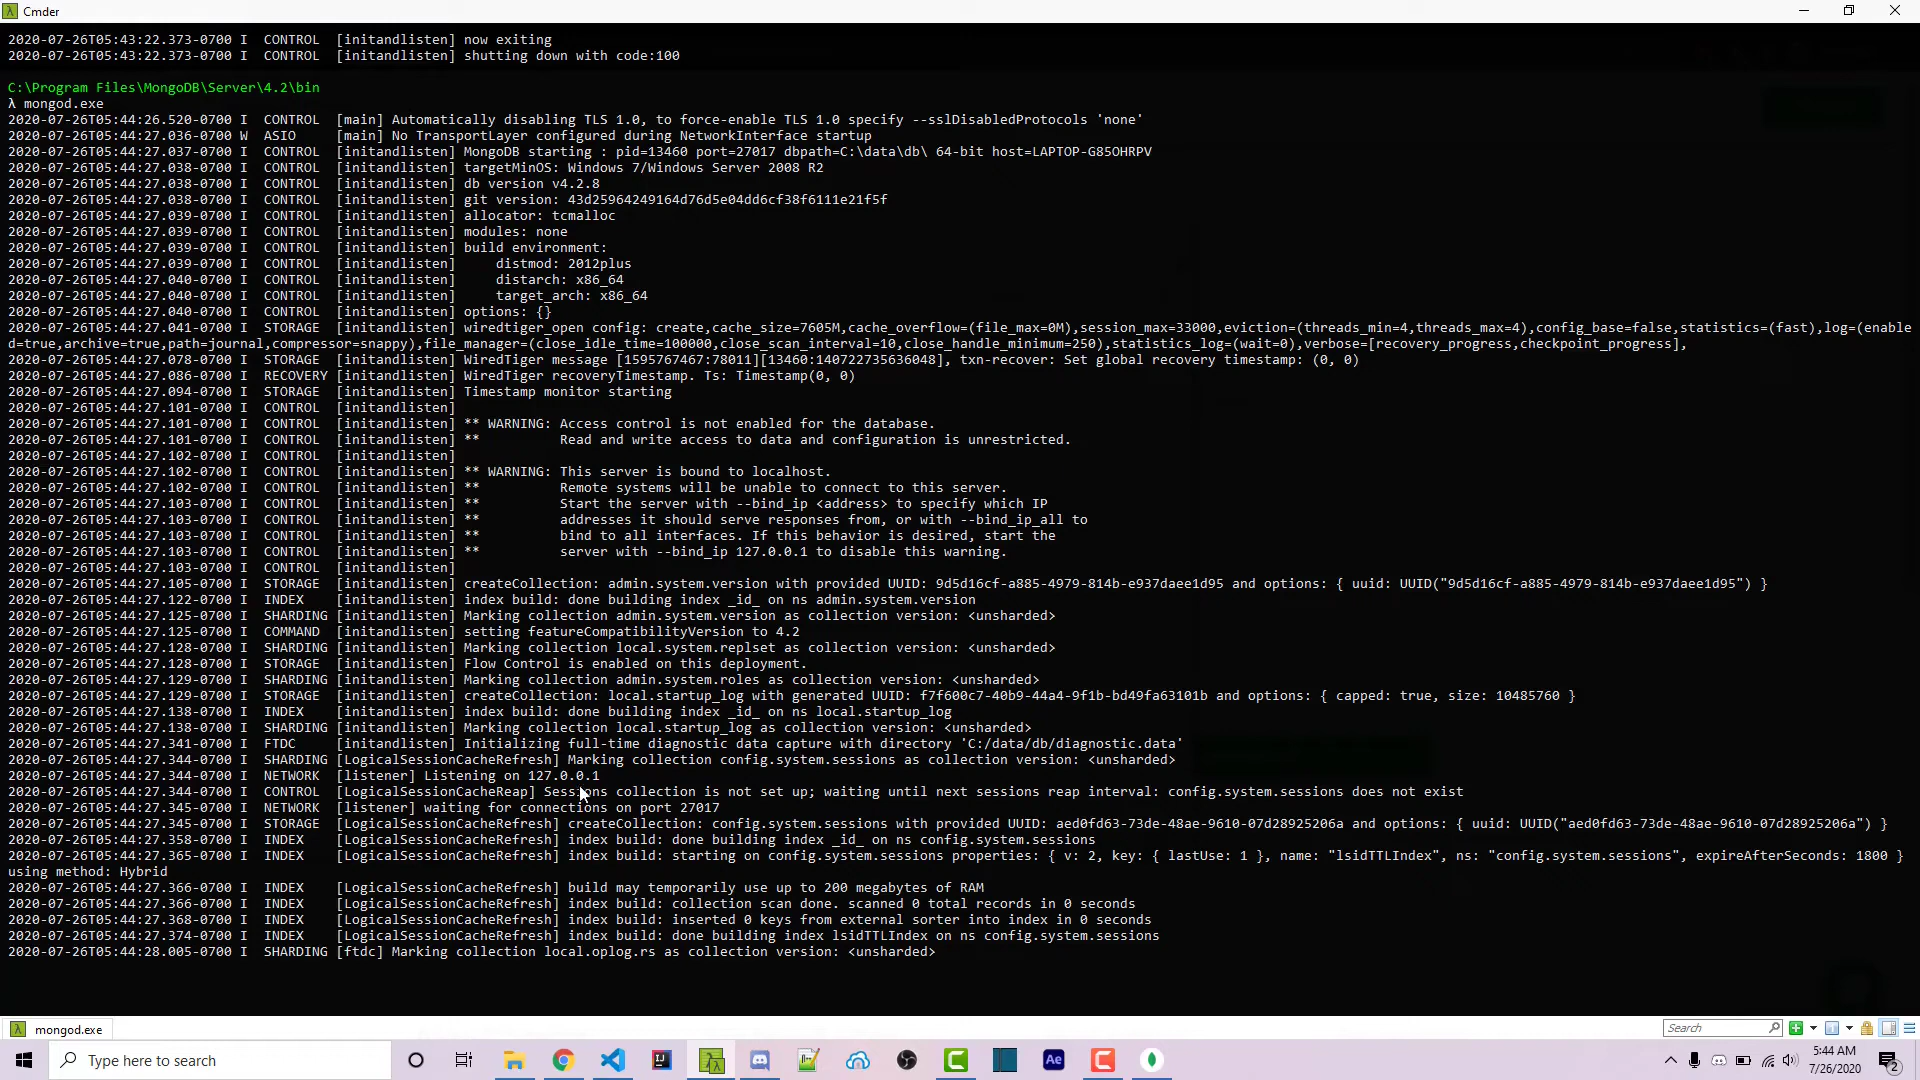 Cmder
2020-07-26T05:43:22.373-0700 I  CONTROL  [initandlisten] now exiting
2020-07-26T05:43:22.373-0700 I  CONTROL  [initandlisten] shutting down with code:100
C:\Program Files\MongoDB\Server\4.2\bin
λ mongod.exe
2020-07-26T05:44:26.520-0700 I  CONTROL  [main] Automatically disabling TLS 1.0, to force-enable TLS 1.0 specify --sslDisabledProtocols 'none'
2020-07-26T05:44:27.036-0700 W  ASIO     [main] No TransportLayer configured during NetworkInterface startup
2020-07-26T05:44:27.037-0700 I  CONTROL  [initandlisten] MongoDB starting : pid=13460 port=27017 dbpath=C:\data\db\ 64-bit host=LAPTOP-G85OHRPV
2020-07-26T05:44:27.038-0700 I  CONTROL  [initandlisten] targetMinOS: Windows 7/Windows Server 2008 R2
2020-07-26T05:44:27.038-0700 I  CONTROL  [initandlisten] db version v4.2.8
2020-07-26T05:44:27.038-0700 I  CONTROL  [initandlisten] git version: 43d25964249164d76d5e04dd6cf38f6111e21f5f
2020-07-26T05:44:27.039-0700 I  CONTROL  [initandlisten] allocator: tcmalloc
2020-07-26T05:44:27.039-0700 I  CONTROL  [initandlisten] modules: none
2020-07-26T05:44:27.039-0700 I  CONTROL  [initandlisten] build environment:
2020-07-26T05:44:27.039-0700 I  CONTROL  [initandlisten]     distmod: 2012plus
2020-07-26T05:44:27.040-0700 I  CONTROL  [initandlisten]     distarch: x86_64
2020-07-26T05:44:27.040-0700 I  CONTROL  [initandlisten]     target_arch: x86_64
2020-07-26T05:44:27.040-0700 I  CONTROL  [initandlisten] options: {}
2020-07-26T05:44:27.041-0700 I  STORAGE  [initandlisten] wiredtiger_open config: create,cache_size=7605M,cache_overflow=(file_max=0M),session_max=33000,eviction=(threads_min=4,threads_max=4),config_base=false,statistics=(fast),log=(enable
d=true,archive=true,path=journal,compressor=snappy),file_manager=(close_idle_time=100000,close_scan_interval=10,close_handle_minimum=250),statistics_log=(wait=0),verbose=[recovery_progress,checkpoint_progress],
2020-07-26T05:44:27.078-0700 I  STORAGE  [initandlisten] WiredTiger message [1595767467:78011][13460:140722735636048], txn-recover: Set global recovery timestamp: (0, 0)
2020-07-26T05:44:27.086-0700 I  RECOVERY [initandlisten] WiredTiger recoveryTimestamp. Ts: Timestamp(0, 0)
2020-07-26T05:44:27.094-0700 I  STORAGE  [initandlisten] Timestamp monitor starting
2020-07-26T05:44:27.101-0700 I  CONTROL  [initandlisten]
2020-07-26T05:44:27.101-0700 I  CONTROL  [initandlisten] ** WARNING: Access control is not enabled for the database.
2020-07-26T05:44:27.101-0700 I  CONTROL  [initandlisten] **          Read and write access to data and configuration is unrestricted.
2020-07-26T05:44:27.102-0700 I  CONTROL  [initandlisten]
2020-07-26T05:44:27.102-0700 I  CONTROL  [initandlisten] ** WARNING: This server is bound to localhost.
2020-07-26T05:44:27.102-0700 I  CONTROL  [initandlisten] **          Remote systems will be unable to connect to this server.
2020-07-26T05:44:27.103-0700 I  CONTROL  [initandlisten] **          Start the server with --bind_ip <address> to specify which IP
2020-07-26T05:44:27.103-0700 I  CONTROL  [initandlisten] **          addresses it should serve responses from, or with --bind_ip_all to
2020-07-26T05:44:27.103-0700 I  CONTROL  [initandlisten] **          bind to all interfaces. If this behavior is desired, start the
2020-07-26T05:44:27.103-0700 I  CONTROL  [initandlisten] **          server with --bind_ip 127.0.0.1 to disable this warning.
2020-07-26T05:44:27.103-0700 I  CONTROL  [initandlisten]
2020-07-26T05:44:27.105-0700 I  STORAGE  [initandlisten] createCollection: admin.system.version with provided UUID: 9d5d16cf-a885-4979-814b-e937daee1d95 and options: { uuid: UUID("9d5d16cf-a885-4979-814b-e937daee1d95") }
2020-07-26T05:44:27.122-0700 I  INDEX    [initandlisten] index build: done building index _id_ on ns admin.system.version
2020-07-26T05:44:27.125-0700 I  SHARDING [initandlisten] Marking collection admin.system.version as collection version: <unsharded>
2020-07-26T05:44:27.125-0700 I  COMMAND  [initandlisten] setting featureCompatibilityVersion to 4.2
2020-07-26T05:44:27.128-0700 I  SHARDING [initandlisten] Marking collection local.system.replset as collection version: <unsharded>
2020-07-26T05:44:27.128-0700 I  STORAGE  [initandlisten] Flow Control is enabled on this deployment.
2020-07-26T05:44:27.129-0700 I  SHARDING [initandlisten] Marking collection admin.system.roles as collection version: <unsharded>
2020-07-26T05:44:27.129-0700 I  STORAGE  [initandlisten] createCollection: local.startup_log with generated UUID: f7f600c7-40b9-44a4-9f1b-bd49fa63101b and options: { capped: true, size: 10485760 }
2020-07-26T05:44:27.138-0700 I  INDEX    [initandlisten] index build: done building index _id_ on ns local.startup_log
2020-07-26T05:44:27.138-0700 I  SHARDING [initandlisten] Marking collection local.startup_log as collection version: <unsharded>
2020-07-26T05:44:27.341-0700 I  FTDC     [initandlisten] Initializing full-time diagnostic data capture with directory 'C:/data/db/diagnostic.data'
2020-07-26T05:44:27.344-0700 I  SHARDING [LogicalSessionCacheRefresh] Marking collection config.system.sessions as collection version: <unsharded>
2020-07-26T05:44:27.344-0700 I  NETWORK  [listener] Listening on 127.0.0.1
2020-07-26T05:44:27.344-0700 I  CONTROL  [LogicalSessionCacheReap] Sessions collection is not set up; waiting until next sessions reap interval: config.system.sessions does not exist
2020-07-26T05:44:27.345-0700 I  NETWORK  [listener] waiting for connections on port 27017
2020-07-26T05:44:27.345-0700 I  STORAGE  [LogicalSessionCacheRefresh] createCollection: config.system.sessions with provided UUID: aed0fd63-73de-48ae-9610-07d28925206a and options: { uuid: UUID("aed0fd63-73de-48ae-9610-07d28925206a") }
2020-07-26T05:44:27.358-0700 I  INDEX    [LogicalSessionCacheRefresh] index build: done building index _id_ on ns config.system.sessions
2020-07-26T05:44:27.365-0700 I  INDEX    [LogicalSessionCacheRefresh] index build: starting on config.system.sessions properties: { v: 2, key: { lastUse: 1 }, name: "lsidTTLIndex", ns: "config.system.sessions", expireAfterSeconds: 1800 }
using method: Hybrid
2020-07-26T05:44:27.366-0700 I  INDEX    [LogicalSessionCacheRefresh] build may temporarily use up to 200 megabytes of RAM
2020-07-26T05:44:27.366-0700 I  INDEX    [LogicalSessionCacheRefresh] index build: collection scan done. scanned 0 total records in 0 seconds
2020-07-26T05:44:27.368-0700 I  INDEX    [LogicalSessionCacheRefresh] index build: inserted 0 keys from external sorter into index in 0 seconds
2020-07-26T05:44:27.374-0700 I  INDEX    [LogicalSessionCacheRefresh] index build: done building index lsidTTLIndex on ns config.system.sessions
2020-07-26T05:44:28.005-0700 I  SHARDING [ftdc] Marking collection local.oplog.rs as collection version: <unsharded>
mongod.exe
Search
Type here to search
Ae
5:44 AM
7/26/2020
2